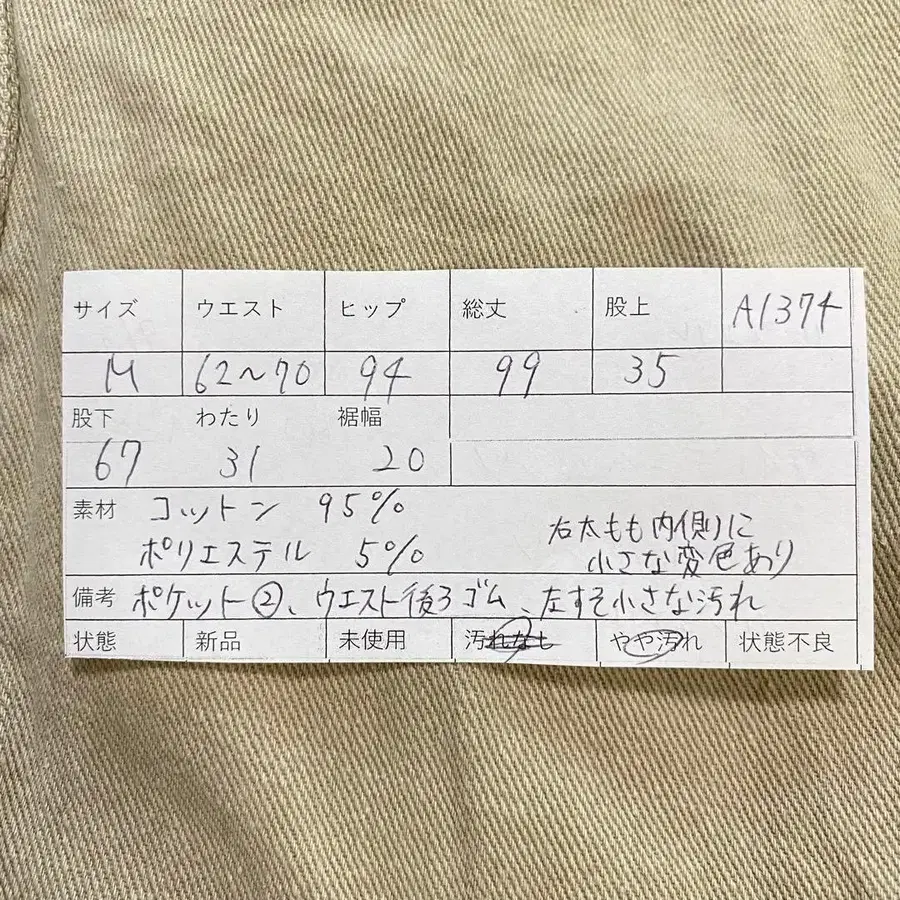 サイズ ウエスト ヒップ 総丈 股上 A1374
M 62〜70 94 99 35
股下 わたり 裾幅
67 31 20
素材 コットン 95%
ポリエステル 5%
右太もも内側に
小さな変色あり
備考 ポケット②、ウエスト後ろゴム、左すそ小さな汚れ
状態 新品 未使用 汚れなし やや汚れ 状態不良